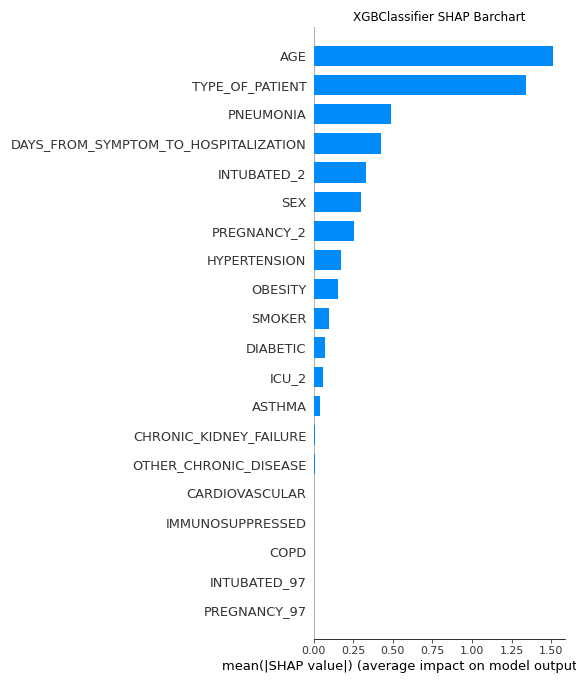 XGBClassifier SHAP Barchart
AGE
TYPE_OF_PATIENT
PNEUMONIA
DAYS_FROM_SYMPTOM_TO_HOSPITALIZATION
INTUBATED_2
SEX
PREGNANCY_2
HYPERTENSION
OBESITY
SMOKER
DIABETIC
ICU_2
ASTHMA
CHRONIC_KIDNEY_FAILURE
OTHER_CHRONIC_DISEASE
CARDIOVASCULAR
IMMUNOSUPPRESSED
COPD
INTUBATED_97
PREGNANCY_97
0.00 0.25 0.50 0.75 1.00 1.25 1.50
mean(|SHAP value|) (average impact on model output